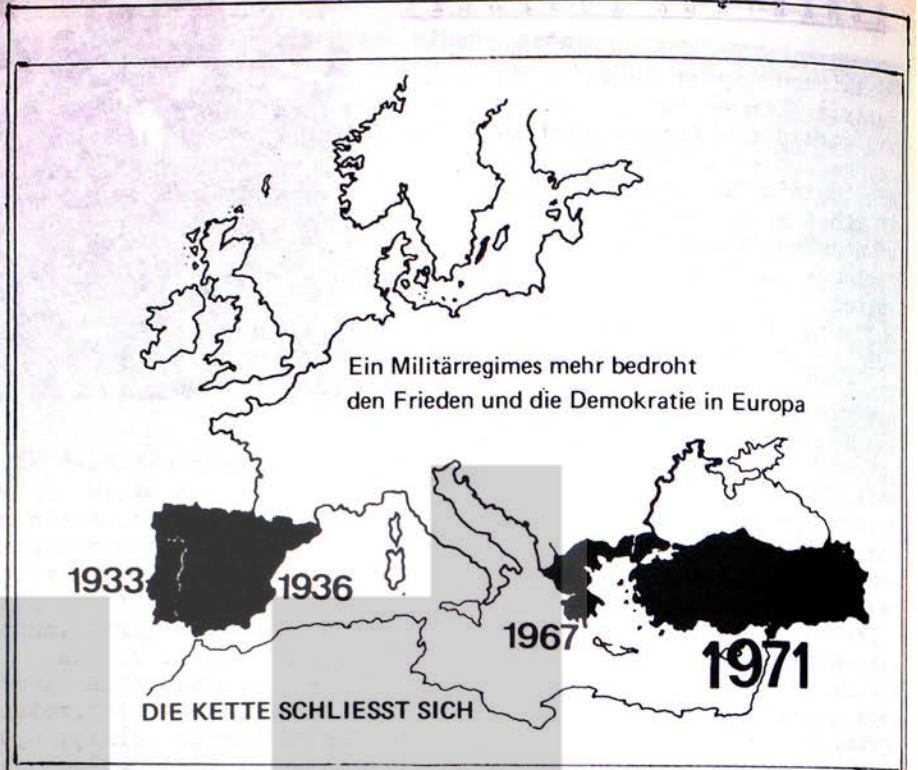 Ein Militärregimes mehr bedroht
den Frieden und die Demokratie in Europa
1933
1936
1967
1971
DIE KETTE SCHLIESST SICH